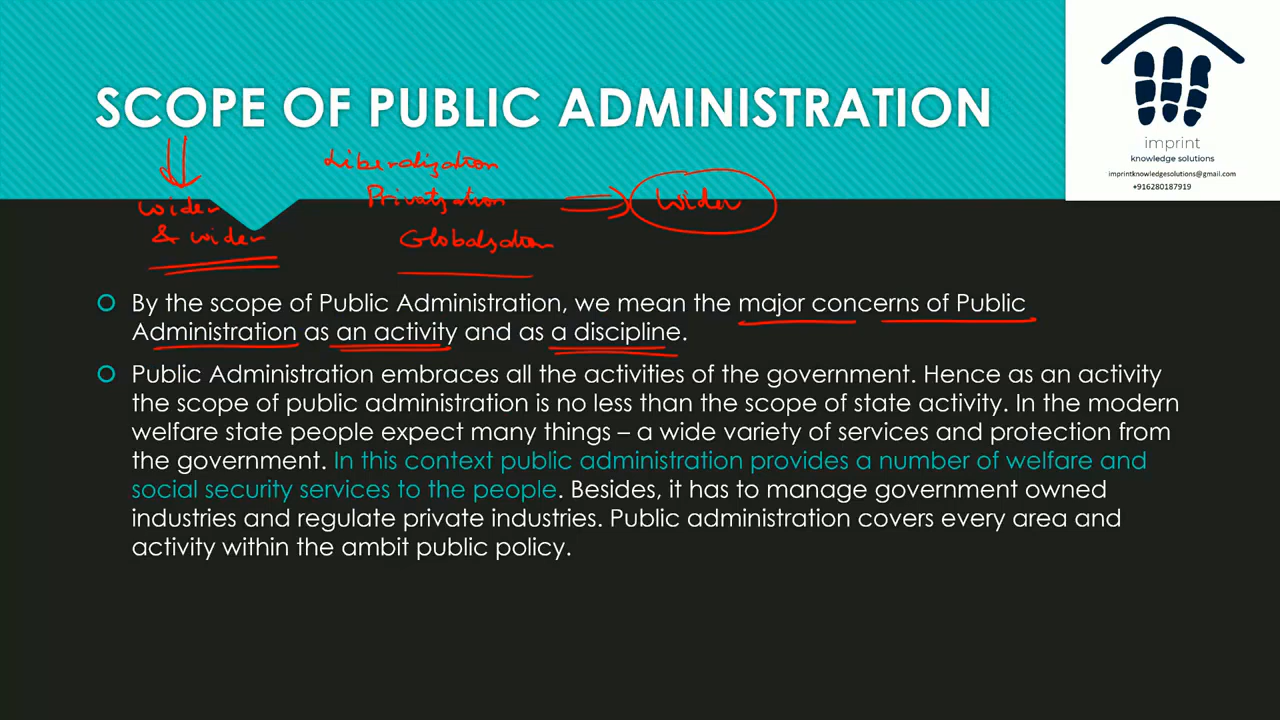 SCOPE OF PUBLIC ADMINISTRATION
imprint
knowledge solutions
imprintknowledgesolutions@gmail.com
+916280187919
Liberalization
Privatization
Globalization
wider
& wider
Wider
By the scope of Public Administration, we mean the major concerns of Public
Administration as an activity and as a discipline.
Public Administration embraces all the activities of the government. Hence as an activity
the scope of public administration is no less than the scope of state activity. In the modern
welfare state people expect many things – a wide variety of services and protection from
the government. In this context public administration provides a number of welfare and
social security services to the people. Besides, it has to manage government owned
industries and regulate private industries. Public administration covers every area and
activity within the ambit public policy.